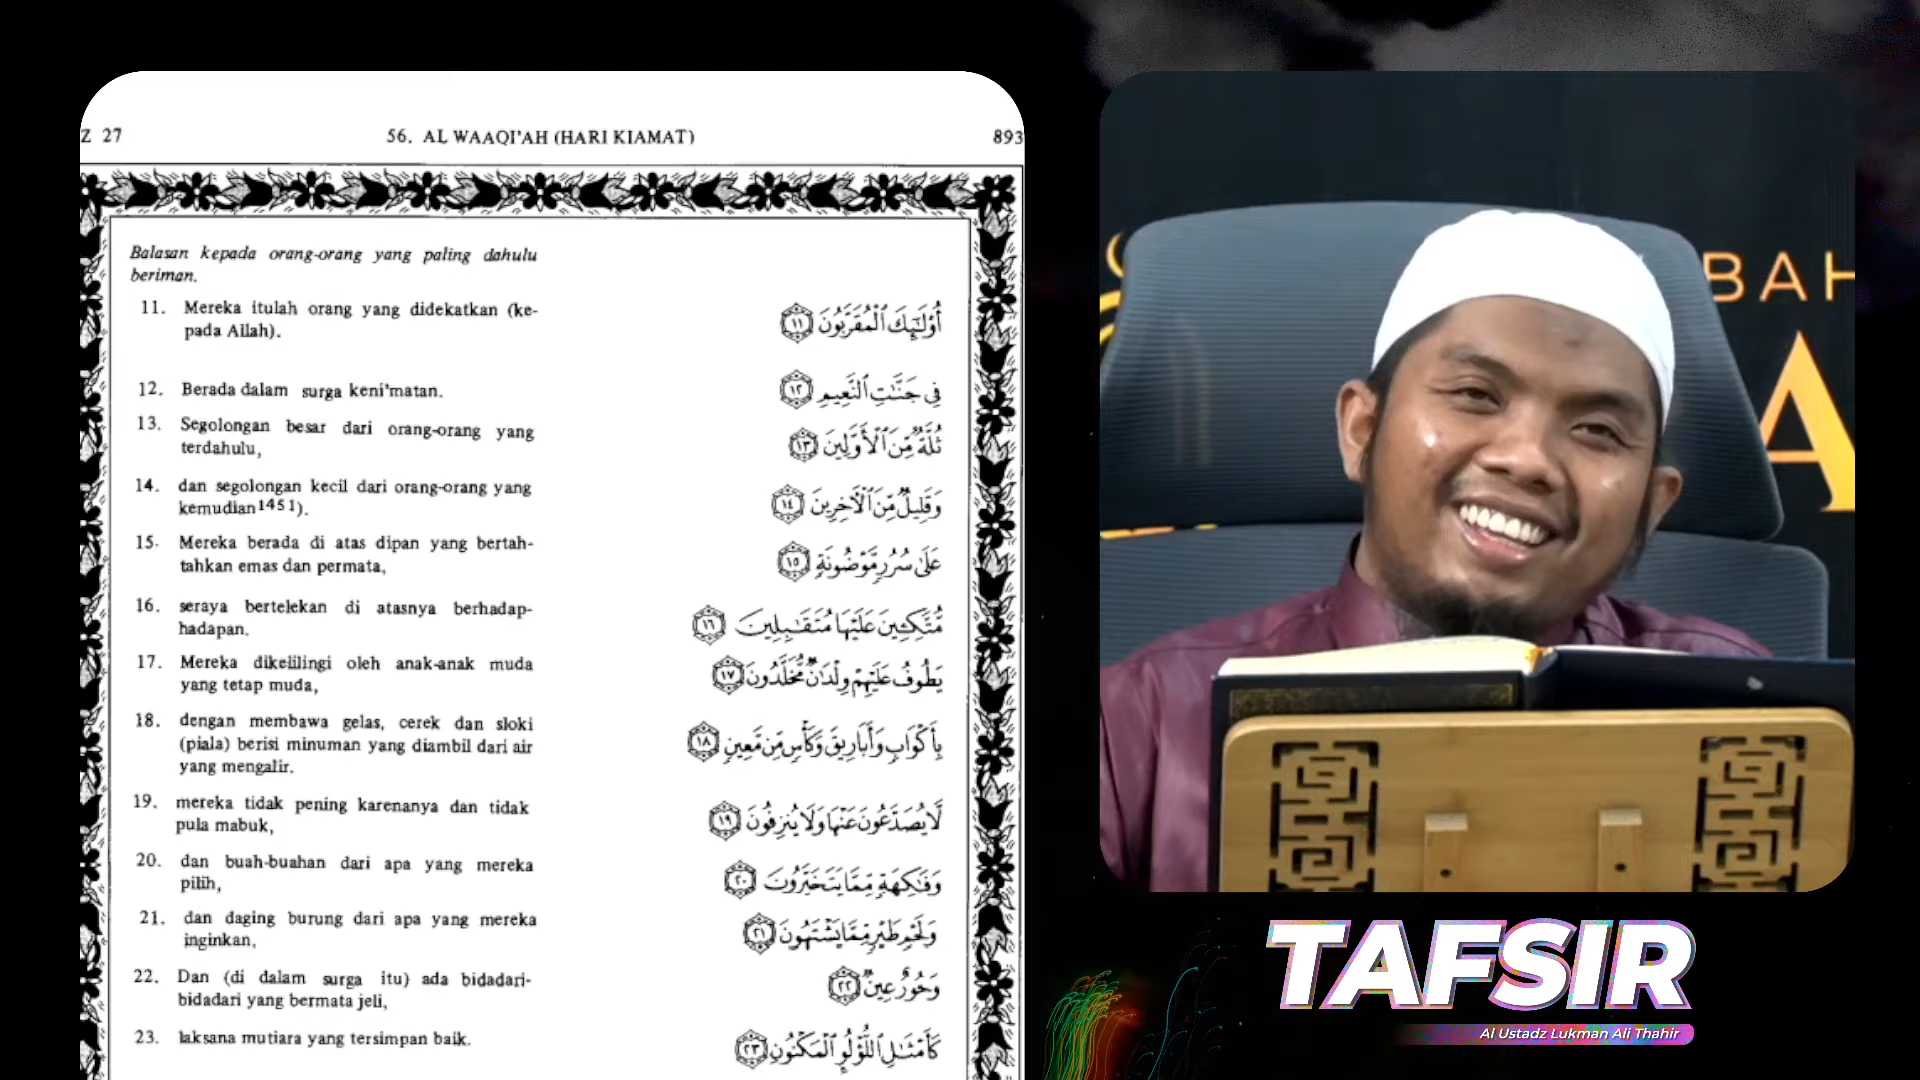 Z 27
56. AL WAAQI'AH (HARI KIAMAT)
893
Balasan kepada orang-orang yang paling dahulu
beriman.
11. Mereka itulah orang yang didekatkan (ke-
pada Allah).
أُو۟لَٰٓئِكَ ٱلْمُقَرَّبُونَ ١١
12. Berada dalam surga keni'matan.
فِى جَنَّٰتِ ٱلنَّعِيمِ ١٢
13. Segolongan besar dari orang-orang yang
terdahulu,
ثُلَّةٌ مِّنَ ٱلْأَوَّلِينَ ١٣
14. dan segolongan kecil dari orang-orang yang
kemudian1451).
وَقَلِيلٌ مِّنَ ٱلْءَاخِرِينَ ١٤
15. Mereka berada di atas dipan yang bertah-
tahkan emas dan permata,
عَلَىٰ سُرُرٍ مَّوْضُونَةٍ ١٥
16. seraya bertelekan di atasnya berhadap-
hadapan.
مُّتَّكِـِٔينَ عَلَيْهَا مُتَقَٰبِلِينَ ١٦
17. Mereka dikelilingi oleh anak-anak muda
yang tetap muda,
يَطُوفُ عَلَيْهِمْ وِلْدَٰنٌ مُّخَلَّدُونَ ١٧
18. dengan membawa gelas, cerek dan sloki
(piala) berisi minuman yang diambil dari air
yang mengalir.
بِأَكْوَابٍ وَأَبَارِيقَ وَكَأْسٍ مِّن مَّعِينٍ ١٨
19. mereka tidak pening karenanya dan tidak
pula mabuk,
لَّا يُصَدَّعُونَ عَنْهَا وَلَا يُنزِفُونَ ١٩
20. dan buah-buahan dari apa yang mereka
pilih,
وَفَٰكِهَةٍ مِّمَّا يَتَخَيَّرُونَ ٢٠
21. dan daging burung dari apa yang mereka
inginkan,
وَلَحْمِ طَيْرٍ مِّمَّا يَشْتَهُونَ ٢١
22. Dan (di dalam surga itu) ada bidadari-
bidadari yang bermata jeli,
وَحُورٌ عِينٌ ٢٢
23. laksana mutiara yang tersimpan baik.
كَأَمْثَٰلِ ٱللُّؤْلُؤِ ٱلْمَكْنُونِ ٢٣
BAH
A
TAFSIR
Al Ustadz Lukman Ali Thahir